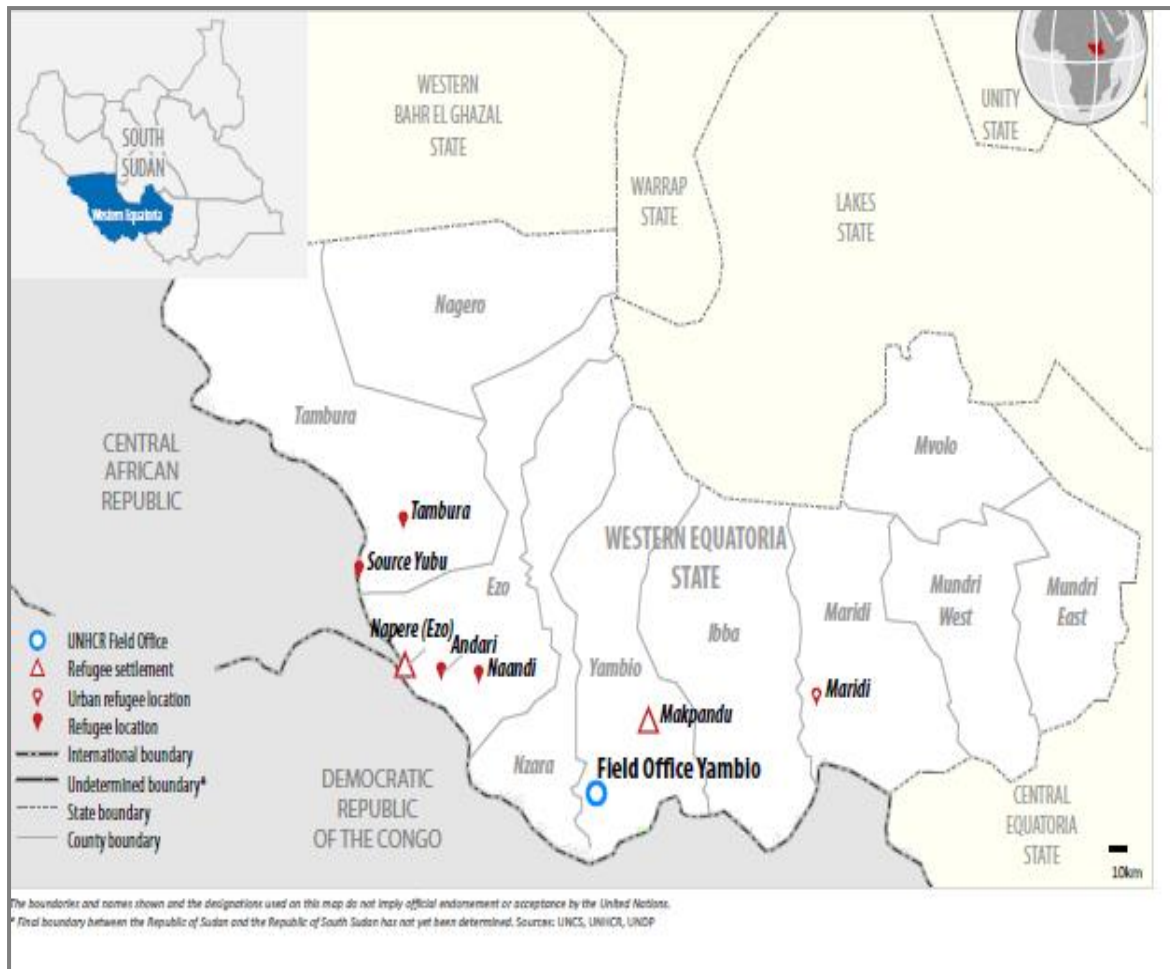 SOUTH
SUDAN
Western Equatoria
WESTERN
BAHR EL GHAZAL
STATE
WARRAP
STATE
UNITY
STATE
LAKES
STATE
Nagero
Tambura
CENTRAL
AFRICAN
REPUBLIC
Mvolo
Tambura
Source Yubu
WESTERN EQUATORIA
STATE
Ezo
Mundri
West
Mundri
East
Maridi
Ibba
Napere (Ezo)
Andari
Naandi
Yambio
Maridi
Makpandu
Nzara
Field Office Yambio
DEMOCRATIC
REPUBLIC
OF THE CONGO
CENTRAL
EQUATORIA
STATE
10km
UNHCR Field Office
Refugee settlement
Urban refugee location
Refugee location
International boundary
Undetermined boundary*
State boundary
County boundary
The boundaries and names shown and the designations used on this map do not imply official endorsement or acceptance by the United Nations.
* Final boundary between the Republic of Sudan and the Republic of South Sudan has not yet been determined. Sources: UNCS, UNHCR, UNDP